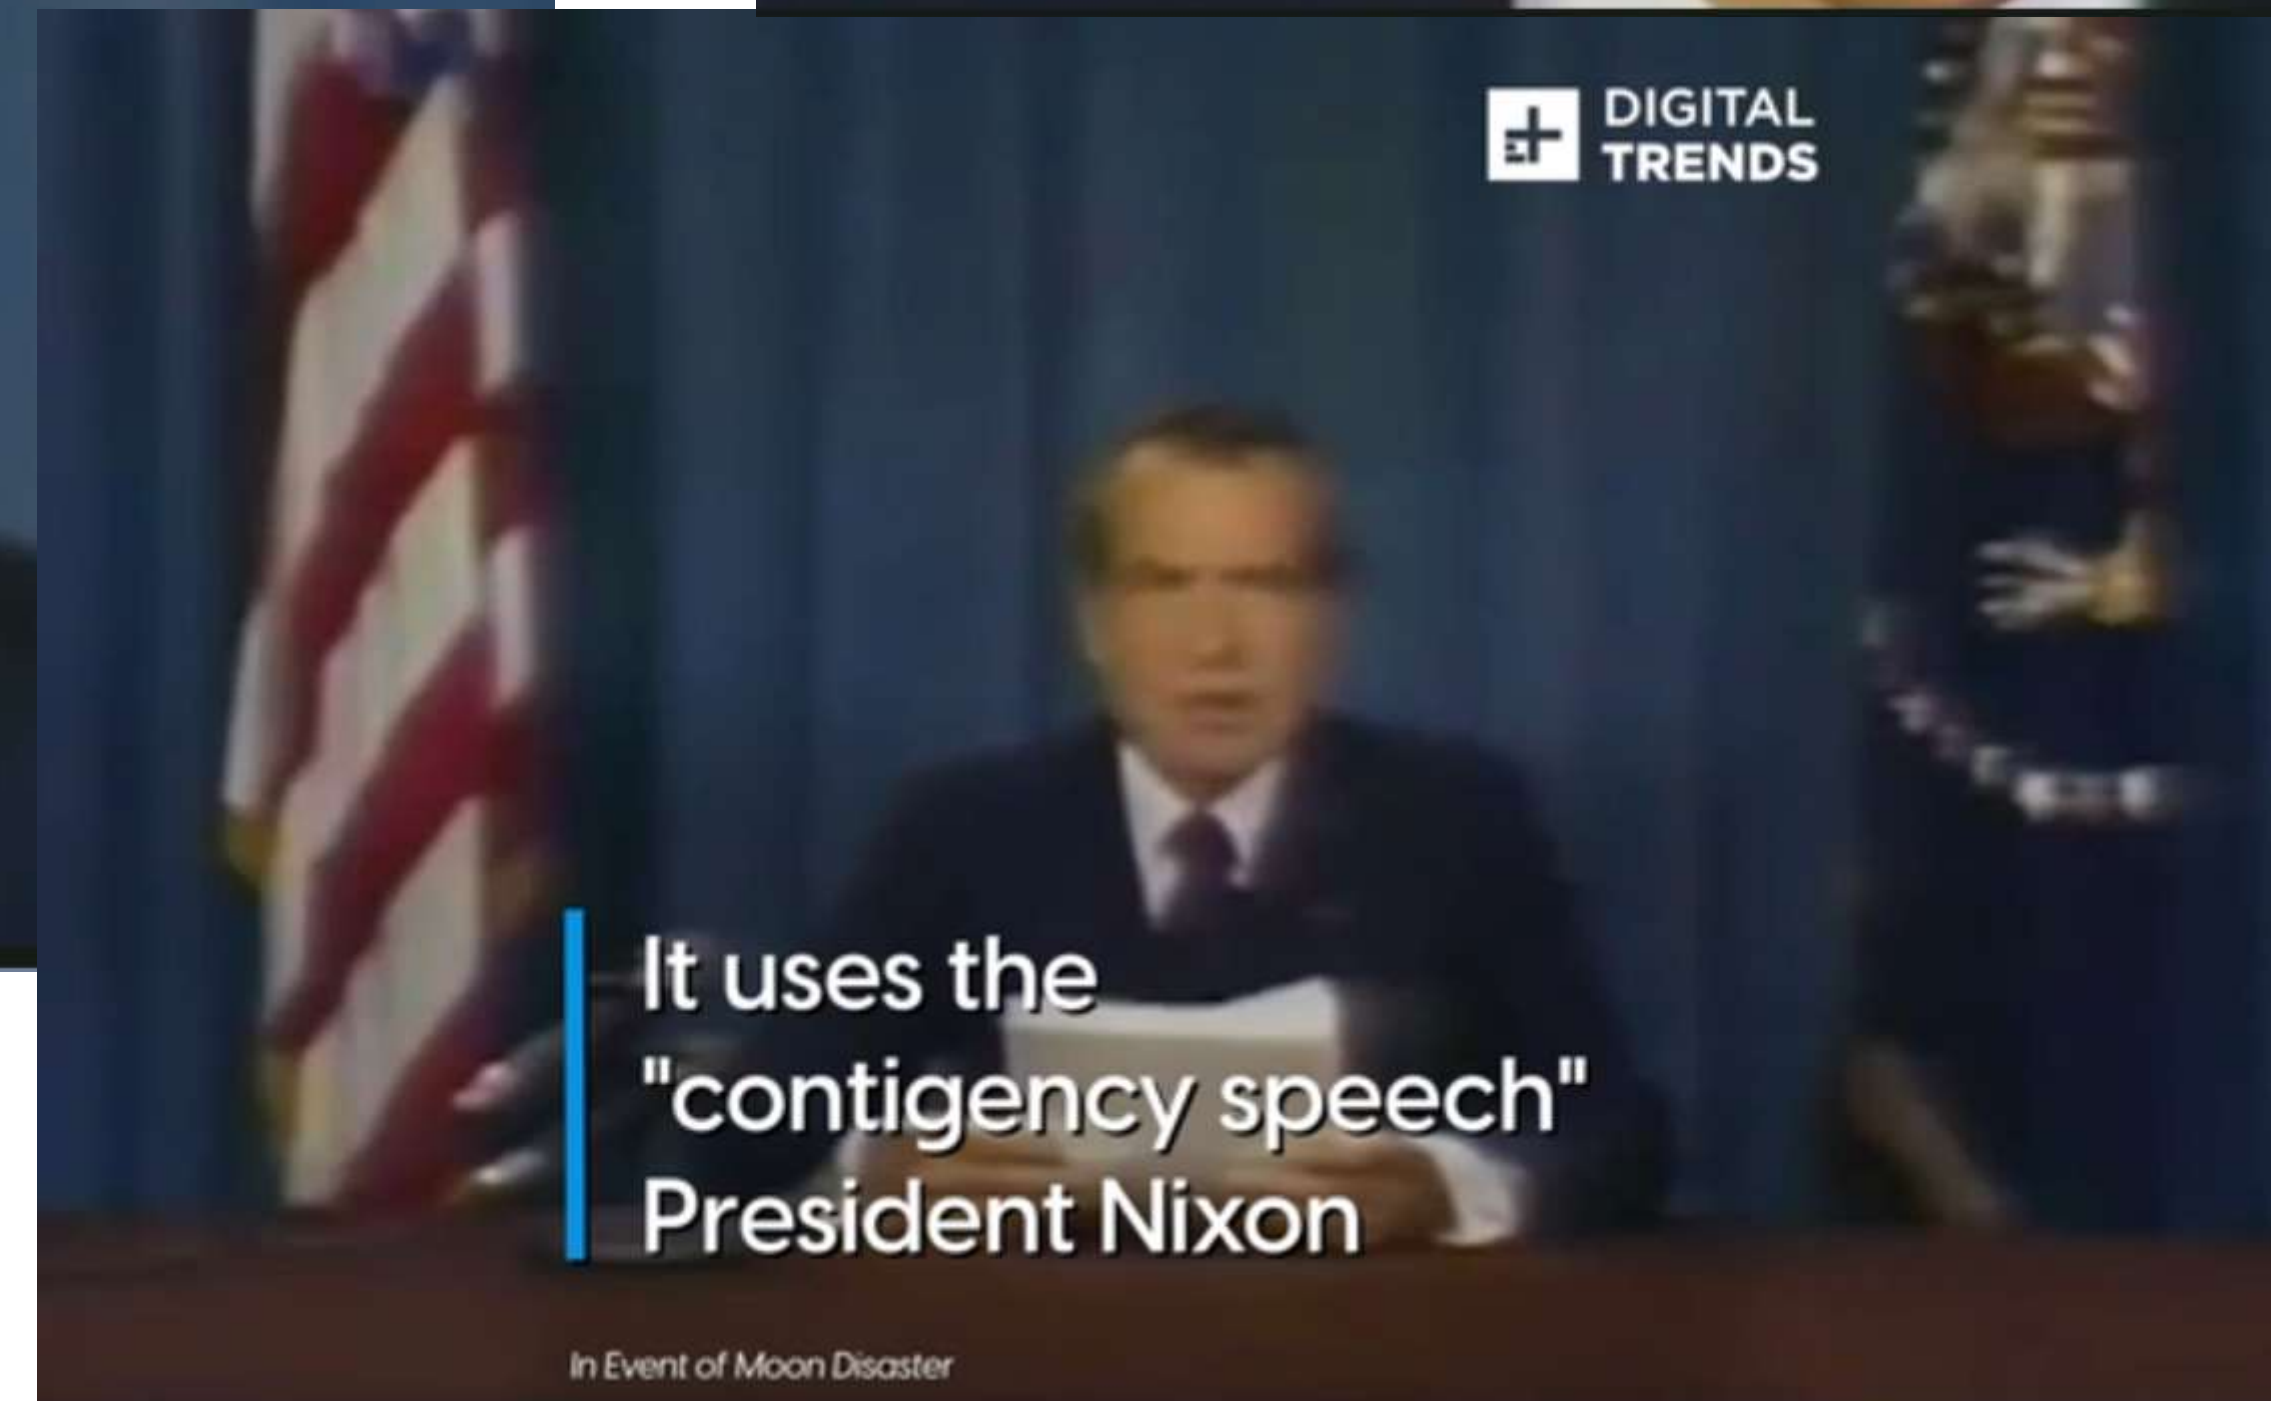 DIGITAL
TRENDS
It uses the
"contigency speech"
President Nixon
In Event of Moon Disaster